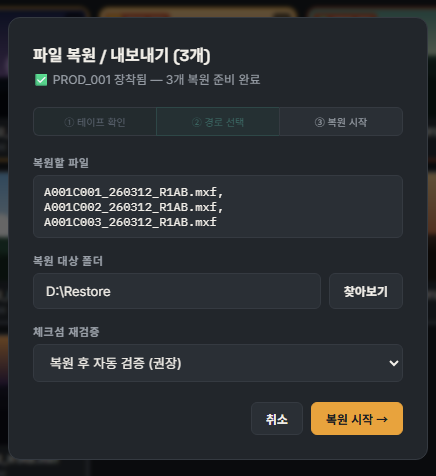 파일 복원 / 내보내기 (3개)
✅ PROD_001 장착됨 — 3개 복원 준비 완료
① 테이프 확인
② 경로 선택
③ 복원 시작
복원할 파일
A001C001_260312_R1AB.mxf,
A001C002_260312_R1AB.mxf,
A001C003_260312_R1AB.mxf
복원 대상 폴더
D:\Restore
찾아보기
체크섬 재검증
복원 후 자동 검증 (권장)
취소
복원 시작 →